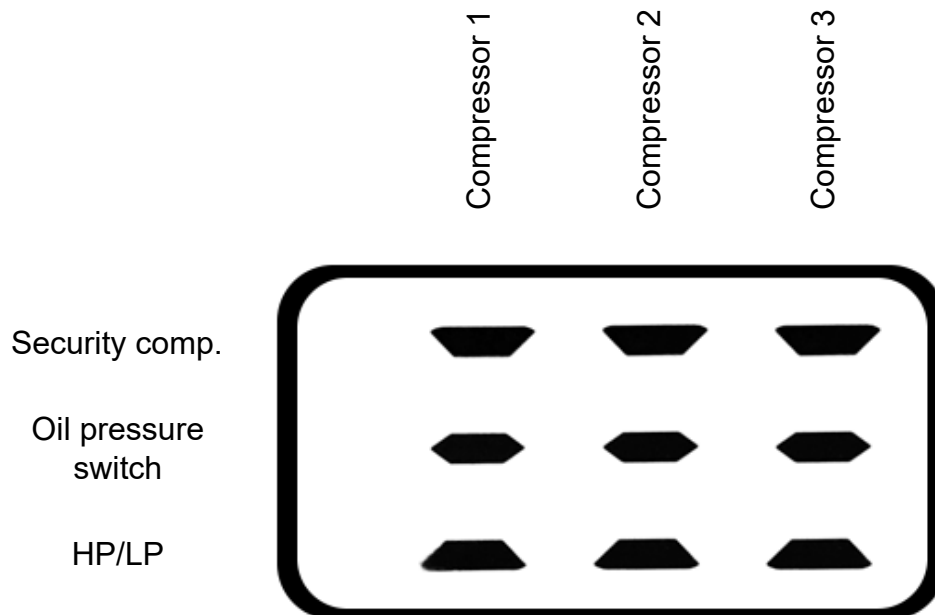 Compressor 1
Compressor 2
Compressor 3
Security comp.
Oil pressure
switch
HP/LP